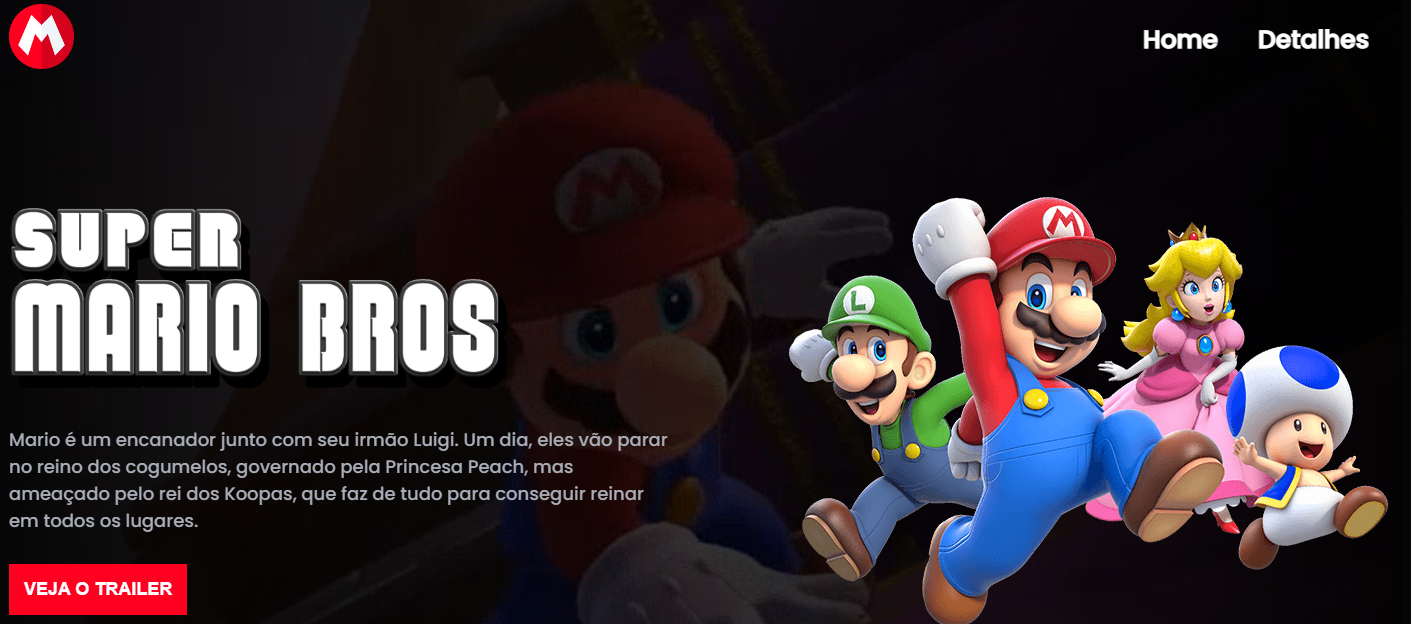 M
Home Detalhes
SUPER
MARIO BROS
M
M
L
Mario é um encanador junto com seu irmão Luigi. Um dia, eles vão parar
no reino dos cogumelos, governado pela Princesa Peach, mas
ameaçado pelo rei dos Koopas, que faz de tudo para conseguir reinar
em todos os lugares.
VEJA O TRAILER